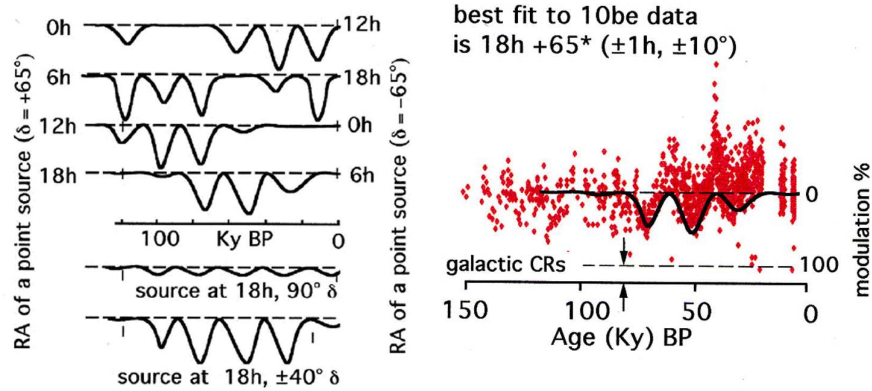 RA of a point source (δ = +65°)
0h
12h
6h
18h
12h
0h
18h
6h
100 Ky BP 0
source at 18h, 90° δ
source at 18h, ±40° δ
RA of a point source (δ = −65°)
best fit to 10be data
is 18h +65* (±1h, ±10°)
0
galactic CRs
100
modulation %
150 100 50 0
Age (Ky) BP